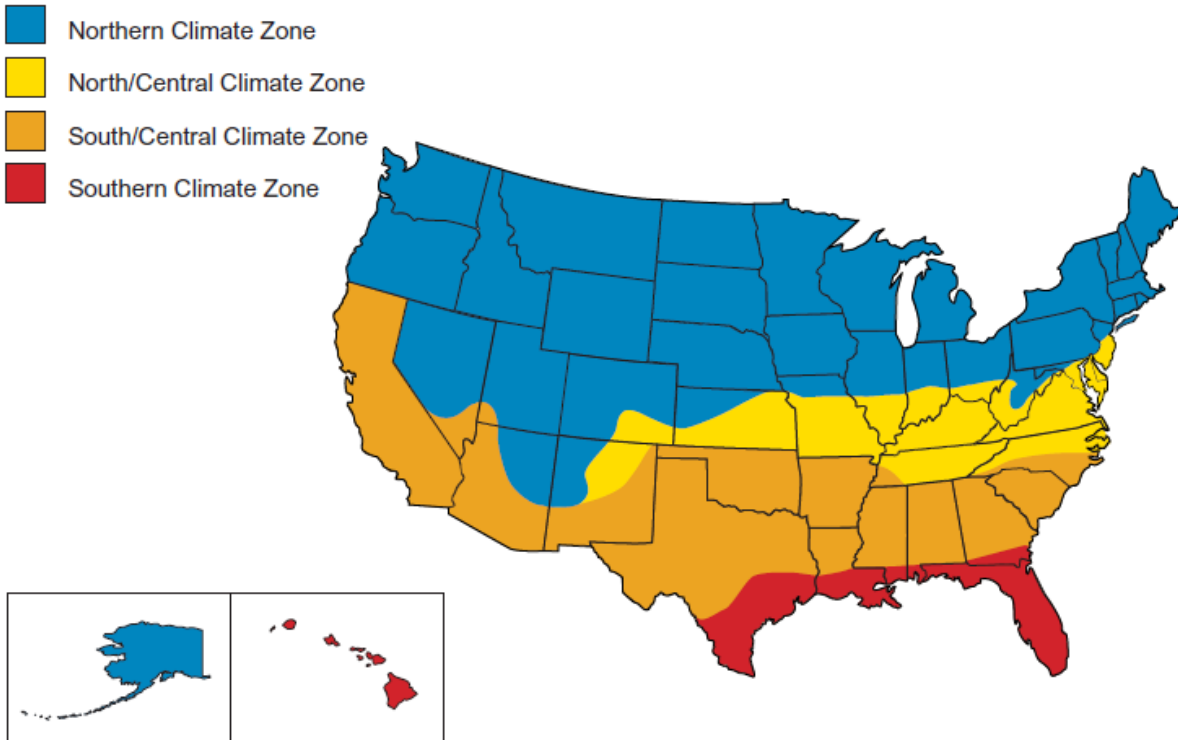 Northern Climate Zone
North/Central Climate Zone
South/Central Climate Zone
Southern Climate Zone